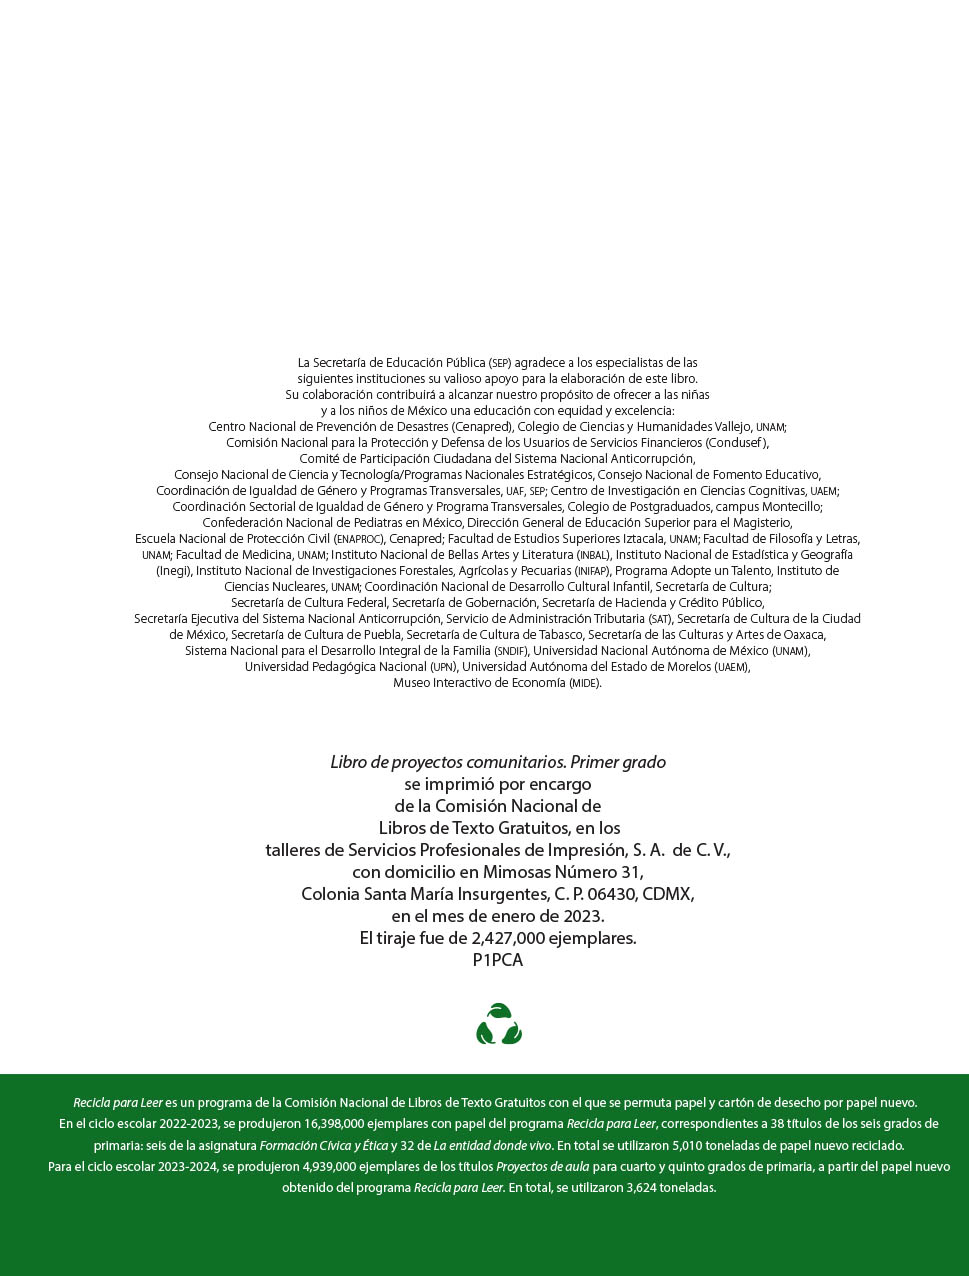 La Secretaría de Educación Pública (SEP) agradece a los especialistas de las
siguientes instituciones su valioso apoyo para la elaboración de este libro.
Su colaboración contribuirá a alcanzar nuestro propósito de ofrecer a las niñas
y a los niños de México una educación con equidad y excelencia:
Centro Nacional de Prevención de Desastres (Cenapred), Colegio de Ciencias y Humanidades Vallejo, UNAM;
Comisión Nacional para la Protección y Defensa de los Usuarios de Servicios Financieros (Condusef),
Comité de Participación Ciudadana del Sistema Nacional Anticorrupción,
Consejo Nacional de Ciencia y Tecnología/Programas Nacionales Estratégicos, Consejo Nacional de Fomento Educativo,
Coordinación de Igualdad de Género y Programas Transversales, UAF, SEP; Centro de Investigación en Ciencias Cognitivas, UAEM;
Coordinación Sectorial de Igualdad de Género y Programa Transversales, Colegio de Postgraduados, campus Montecillo;
Confederación Nacional de Pediatras en México, Dirección General de Educación Superior para el Magisterio,
Escuela Nacional de Protección Civil (ENAPROC), Cenapred; Facultad de Estudios Superiores Iztacala, UNAM; Facultad de Filosofía y Letras,
UNAM; Facultad de Medicina, UNAM; Instituto Nacional de Bellas Artes y Literatura (INBAL), Instituto Nacional de Estadística y Geografía
(Inegi), Instituto Nacional de Investigaciones Forestales, Agrícolas y Pecuarias (INIFAP), Programa Adopte un Talento, Instituto de
Ciencias Nucleares, UNAM; Coordinación Nacional de Desarrollo Cultural Infantil, Secretaría de Cultura;
Secretaría de Cultura Federal, Secretaría de Gobernación, Secretaría de Hacienda y Crédito Público,
Secretaría Ejecutiva del Sistema Nacional Anticorrupción, Servicio de Administración Tributaria (SAT), Secretaría de Cultura de la Ciudad
de México, Secretaría de Cultura de Puebla, Secretaría de Cultura de Tabasco, Secretaría de las Culturas y Artes de Oaxaca,
Sistema Nacional para el Desarrollo Integral de la Familia (SNDIF), Universidad Nacional Autónoma de México (UNAM),
Universidad Pedagógica Nacional (UPN), Universidad Autónoma del Estado de Morelos (UAEM),
Museo Interactivo de Economía (MIDE).
Libro de proyectos comunitarios. Primer grado
se imprimió por encargo
de la Comisión Nacional de
Libros de Texto Gratuitos, en los
talleres de Servicios Profesionales de Impresión, S. A. de C. V.,
con domicilio en Mimosas Número 31,
Colonia Santa María Insurgentes, C. P. 06430, CDMX,
en el mes de enero de 2023.
El tiraje fue de 2,427,000 ejemplares.
P1PCA
Recicla para Leer es un programa de la Comisión Nacional de Libros de Texto Gratuitos con el que se permuta papel y cartón de desecho por papel nuevo.
En el ciclo escolar 2022-2023, se produjeron 16,398,000 ejemplares con papel del programa Recicla para Leer, correspondientes a 38 títulos de los seis grados de
primaria: seis de la asignatura Formación Cívica y Ética y 32 de La entidad donde vivo. En total se utilizaron 5,010 toneladas de papel nuevo reciclado.
Para el ciclo escolar 2023-2024, se produjeron 4,939,000 ejemplares de los títulos Proyectos de aula para cuarto y quinto grados de primaria, a partir del papel nuevo
obtenido del programa Recicla para Leer. En total, se utilizaron 3,624 toneladas.